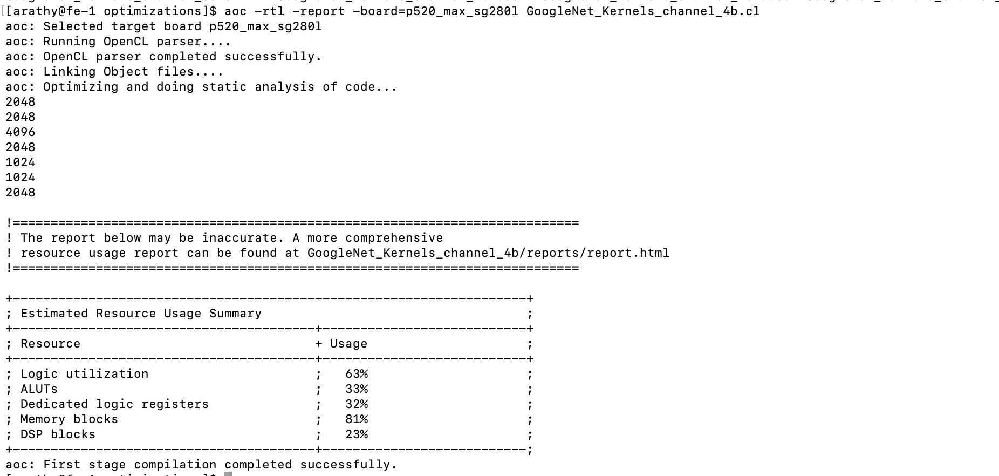 [[arathy@fe-1 optimizations]$ aoc -rtl -report -board=p520_max_sg280l GoogleNet_Kernels_channel_4b.cl
aoc: Selected target board p520_max_sg280l
aoc: Running OpenCL parser....
aoc: OpenCL parser completed successfully.
aoc: Linking Object files....
aoc: Optimizing and doing static analysis of code...
2048
2048
4096
2048
1024
1024
2048
!===========================================================================
! The report below may be inaccurate. A more comprehensive
! resource usage report can be found at GoogleNet_Kernels_channel_4b/reports/report.html
!===========================================================================
+--------------------------------------------------------------------+
; Estimated Resource Usage Summary                                   ;
+----------------------------------------+---------------------------+
; Resource                               + Usage                     ;
+----------------------------------------+---------------------------+
; Logic utilization                      ;   63%                     ;
; ALUTs                                  ;   33%                     ;
; Dedicated logic registers              ;   32%                     ;
; Memory blocks                          ;   81%                     ;
; DSP blocks                             ;   23%                     ;
+----------------------------------------+---------------------------;
aoc: First stage compilation completed successfully.